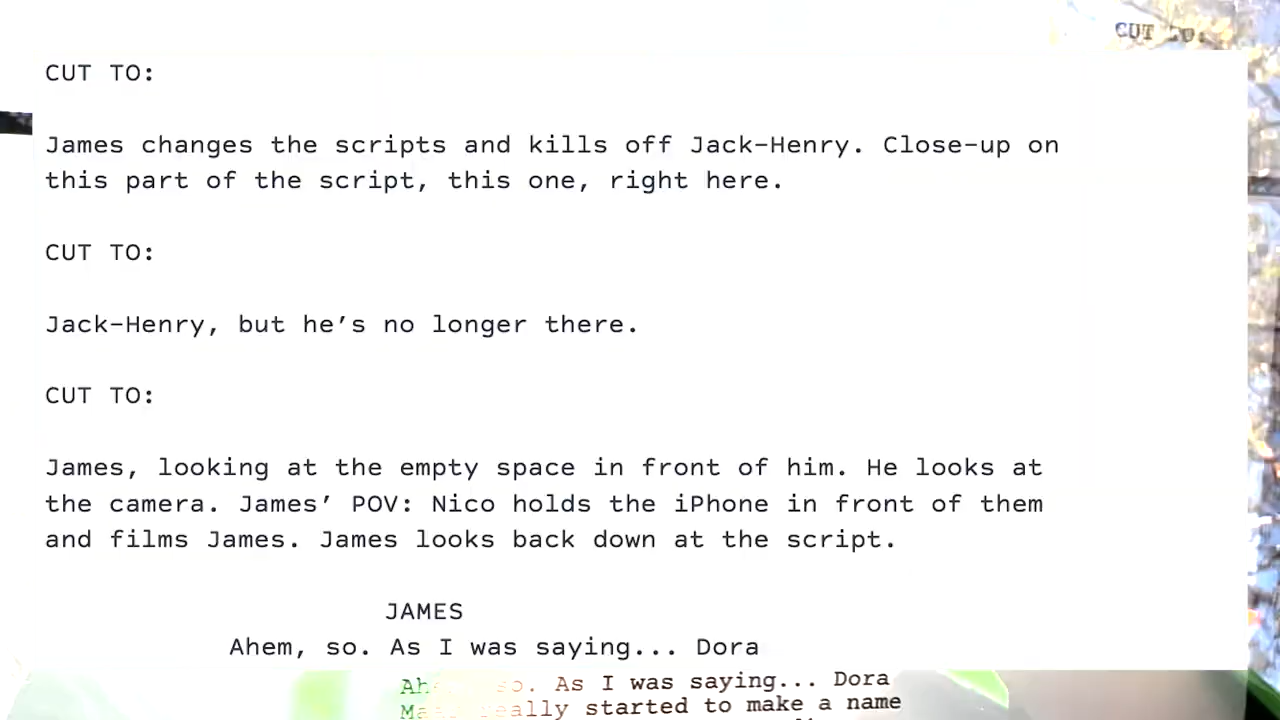 CUT TO:
CUT TO:
James changes the scripts and kills off Jack-Henry. Close-up on
this part of the script, this one, right here.
CUT TO:
Jack-Henry, but he’s no longer there.
CUT TO:
James, looking at the empty space in front of him. He looks at
the camera. James’ POV: Nico holds the iPhone in front of them
and films James. James looks back down at the script.
JAMES
Ahem, so. As I was saying... Dora
so. As I was saying... Dora
really started to make a name